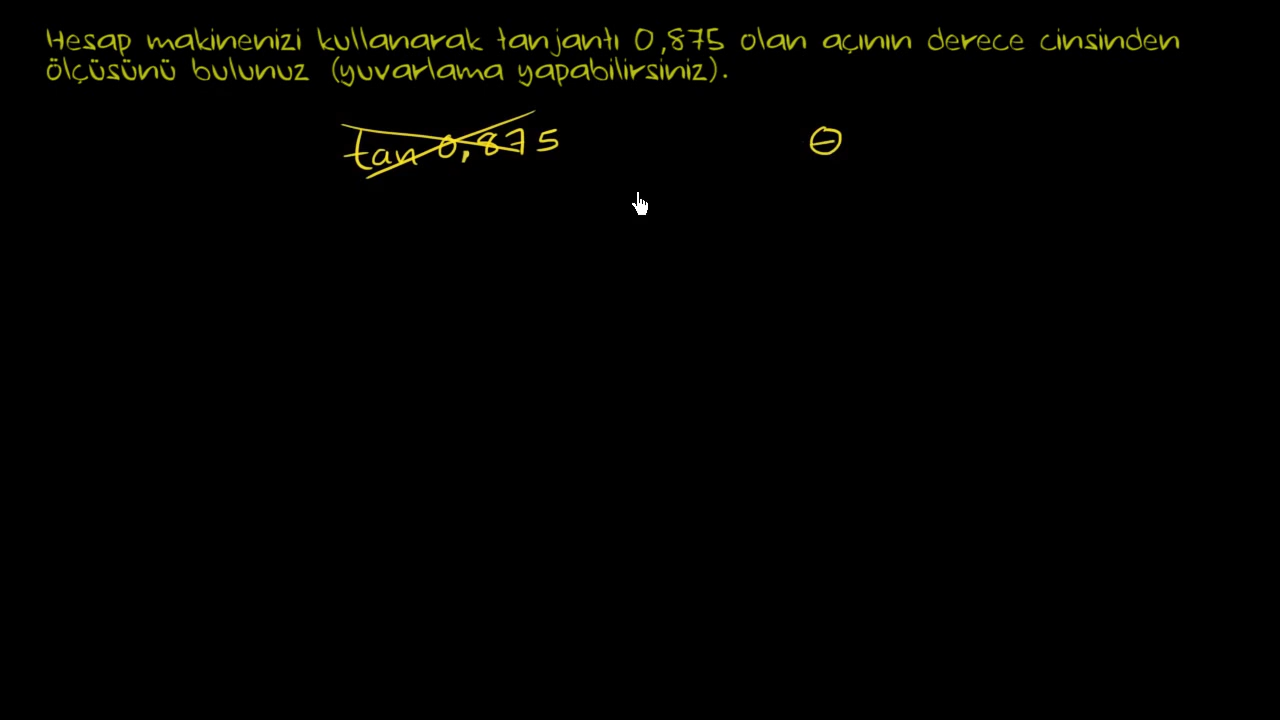 Hesap makinenizi kullanarak tanjantı 0,875 olan açının derece cinsinden
ölçüsünü bulunuz (yuvarlama yapabilirsiniz).
tan 0,875 θ